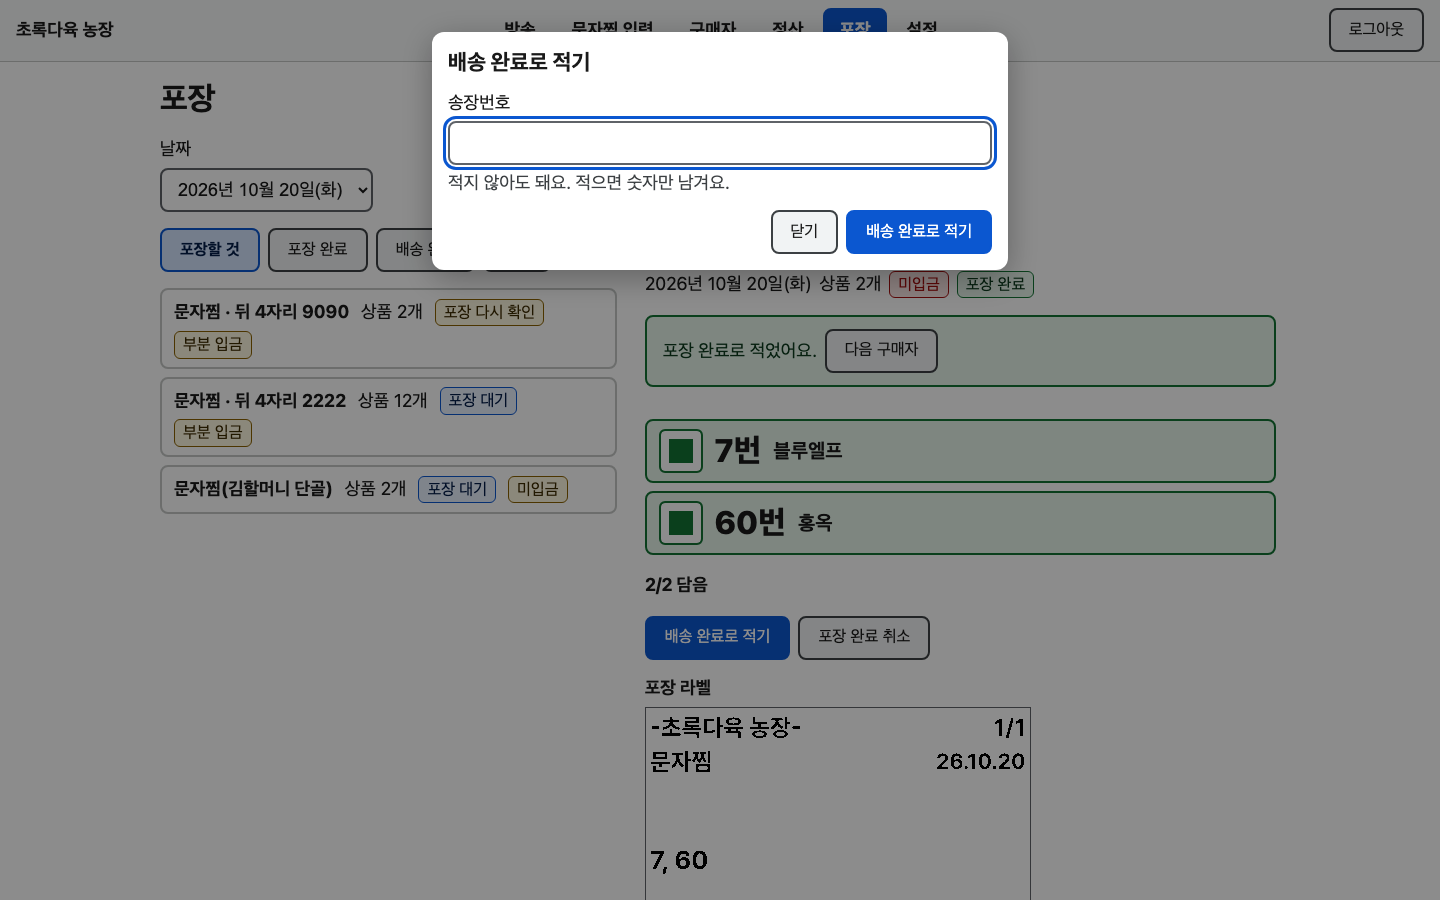 초록다육 농장
방송 문자찜 입력 구매자 정산 포장 설정
로그아웃
배송 완료로 적기
송장번호
적지 않아도 돼요. 적으면 숫자만 남겨요.
닫기 배송 완료로 적기
포장
날짜
2026년 10월 20일(화)
포장할 것 포장 완료 배송
문자찜 · 뒤 4자리 9090 상품 2개 포장 다시 확인
부분 입금
문자찜 · 뒤 4자리 2222 상품 12개 포장 대기
부분 입금
문자찜(김할머니 단골) 상품 2개 포장 대기 미입금
2026년 10월 20일(화) 상품 2개 미입금 포장 완료
포장 완료로 적었어요. 다음 구매자
7번 블루엘프
60번 홍옥
2/2 담음
배송 완료로 적기 포장 완료 취소
포장 라벨
-초록다육 농장- 1/1
문자찜 26.10.20
7, 60